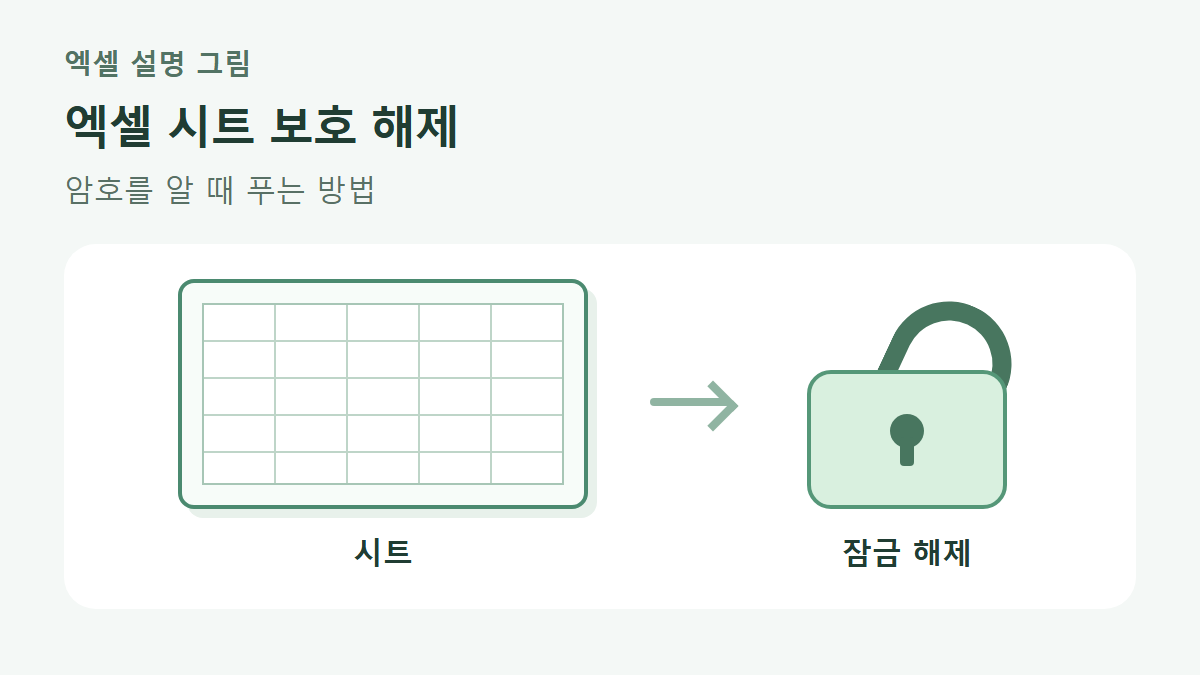 엑셀 설명 그림
엑셀 시트 보호 해제
암호를 알 때 푸는 방법
시트
잠금 해제